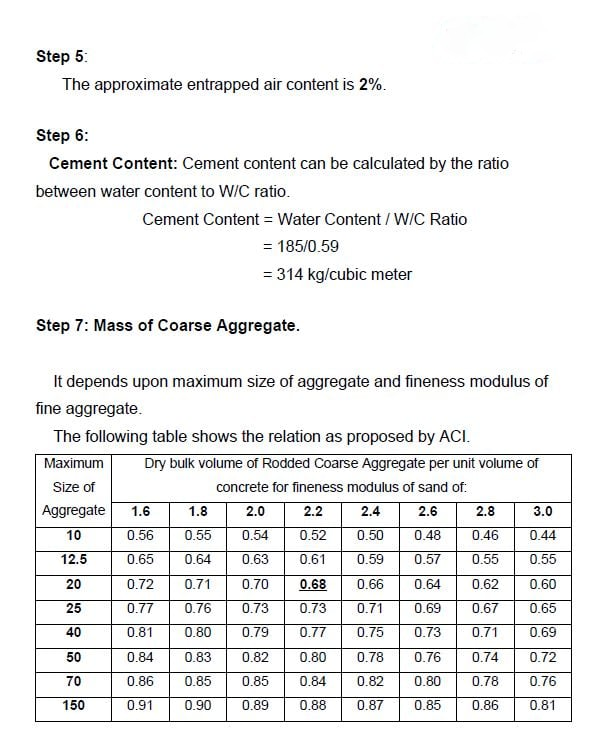 Step 5:
The approximate entrapped air content is 2%.
Step 6:
Cement Content: Cement content can be calculated by the ratio
between water content to W/C ratio.
Cement Content = Water Content / W/C Ratio
= 185/0.59
= 314 kg/cubic meter
Step 7: Mass of Coarse Aggregate.
It depends upon maximum size of aggregate and fineness modulus of
fine aggregate.
The following table shows the relation as proposed by ACI.
Maximum Dry bulk volume of Rodded Coarse Aggregate per unit volume of
Size of concrete for fineness modulus of sand of:
Aggregate 1.6 1.8 2.0 2.2 2.4 2.6 2.8 3.0
10 0.56 0.55 0.54 0.52 0.50 0.48 0.46 0.44
12.5 0.65 0.64 0.63 0.61 0.59 0.57 0.55 0.55
20 0.72 0.71 0.70 0.68 0.66 0.64 0.62 0.60
25 0.77 0.76 0.73 0.73 0.71 0.69 0.67 0.65
40 0.81 0.80 0.79 0.77 0.75 0.73 0.71 0.69
50 0.84 0.83 0.82 0.80 0.78 0.76 0.74 0.72
70 0.86 0.85 0.85 0.84 0.82 0.80 0.78 0.76
150 0.91 0.90 0.89 0.88 0.87 0.85 0.86 0.81